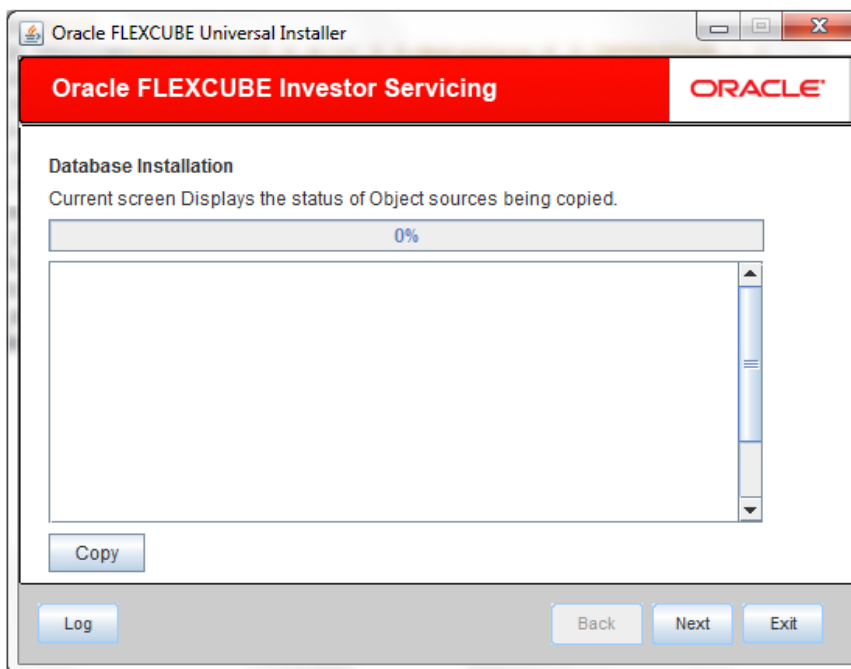 Oracle FLEXCUBE Universal Installer
Oracle FLEXCUBE Investor Servicing
ORACLE
Database Installation
Current screen Displays the status of Object sources being copied.
0%
Copy
Log
Back
Next
Exit